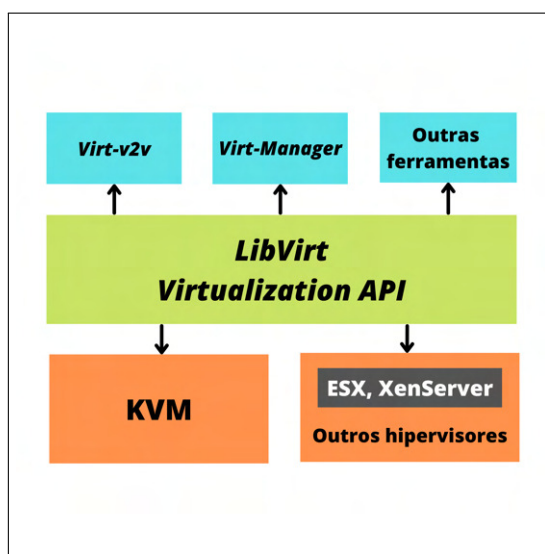 Virt-v2v
Virt-Manager
Outras
ferramentas
LibVirt
Virtualization API
KVM
ESX, XenServer
Outros hipervisores